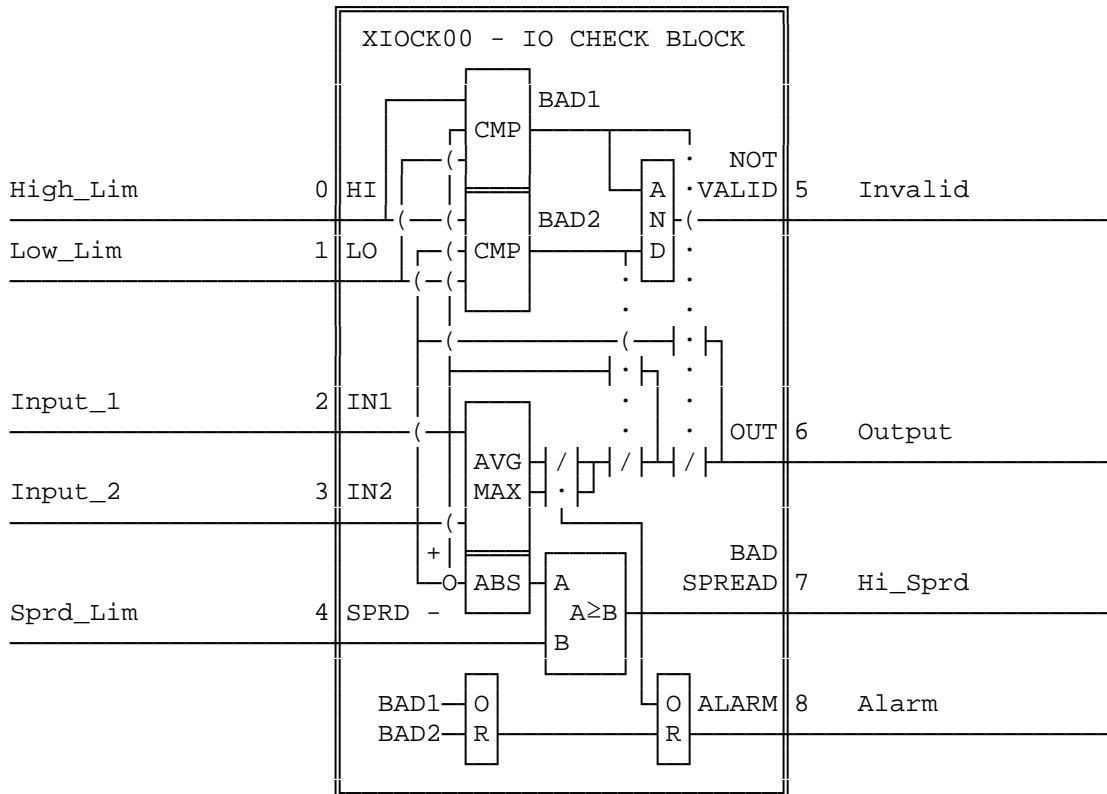 XIOCK00 - IO CHECK BLOCK
BAD1
CMP
NOT
High_Lim 0 HI A VALID 5 Invalid
BAD2 N
Low_Lim 1 LO CMP D
Input_1 2 IN1
OUT 6 Output
AVG / / /
Input_2 3 IN2 MAX
+ BAD
O ABS A SPREAD 7 Hi_Sprd
Sprd_Lim 4 SPRD - A≥B
B
BAD1 O O ALARM 8 Alarm
BAD2 R R